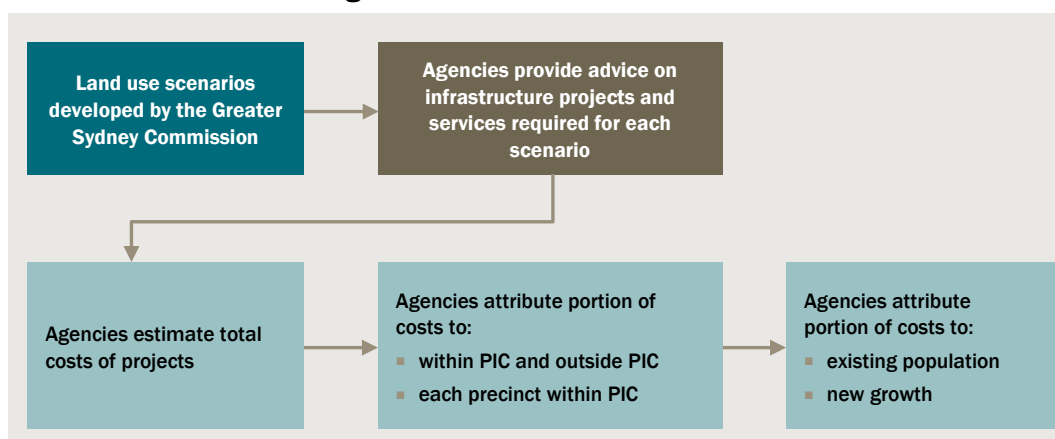 Land use scenarios
developed by the Greater
Sydney Commission
Agencies provide advice on
infrastructure projects and
services required for each
scenario
Agencies estimate total
costs of projects
Agencies attribute portion of
costs to:
within PIC and outside PIC
each precinct within PIC
Agencies attribute
portion of costs to:
existing population
new growth